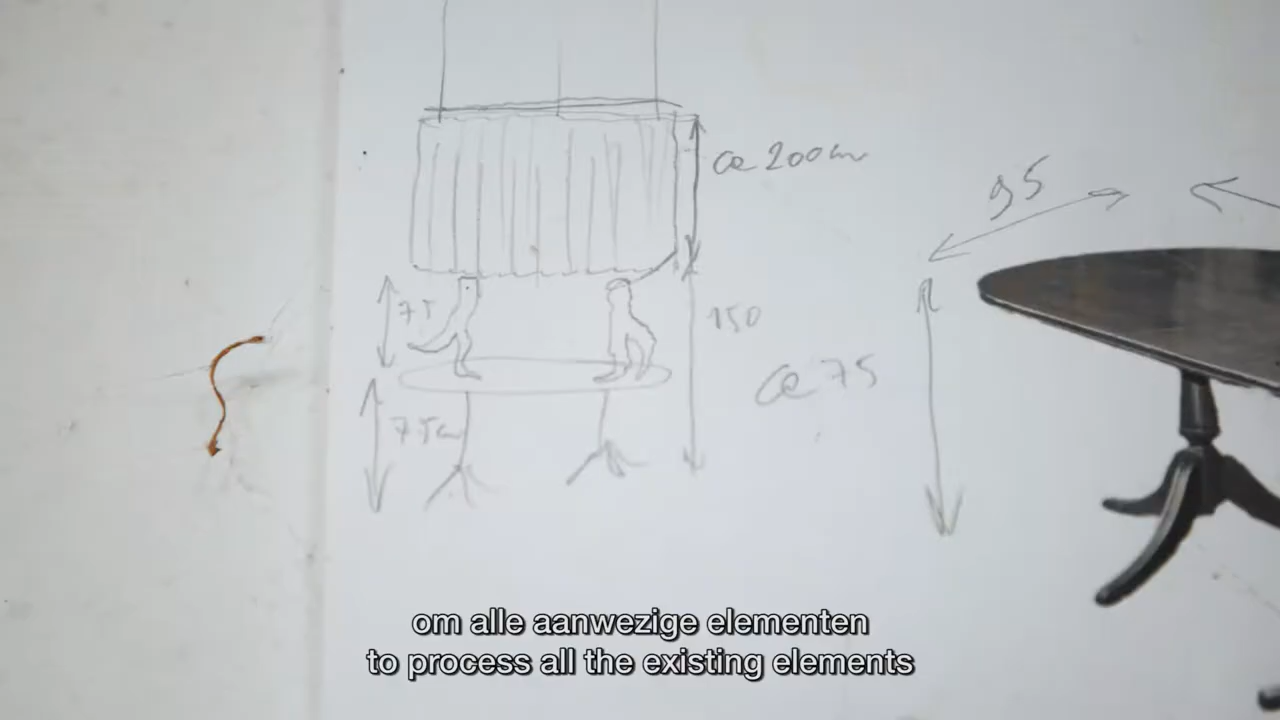 ca 200cm
95
75
150
ca 75
75cm
om alle aanwezige elementen
to process all the existing elements